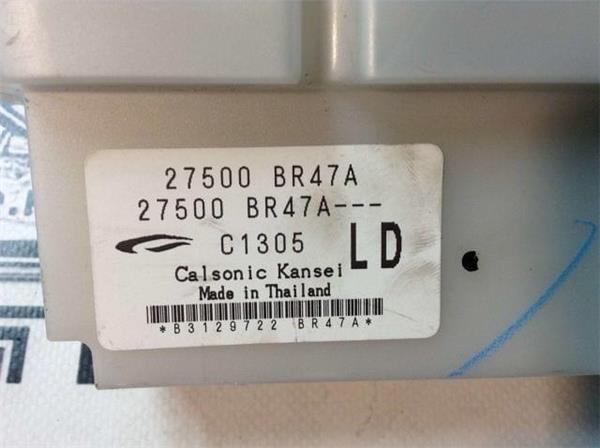 27500 BR47A
27500 BR47A---
C1305 LD
Calsonic Kansei
Made in Thailand
*B3129722 BR47A*